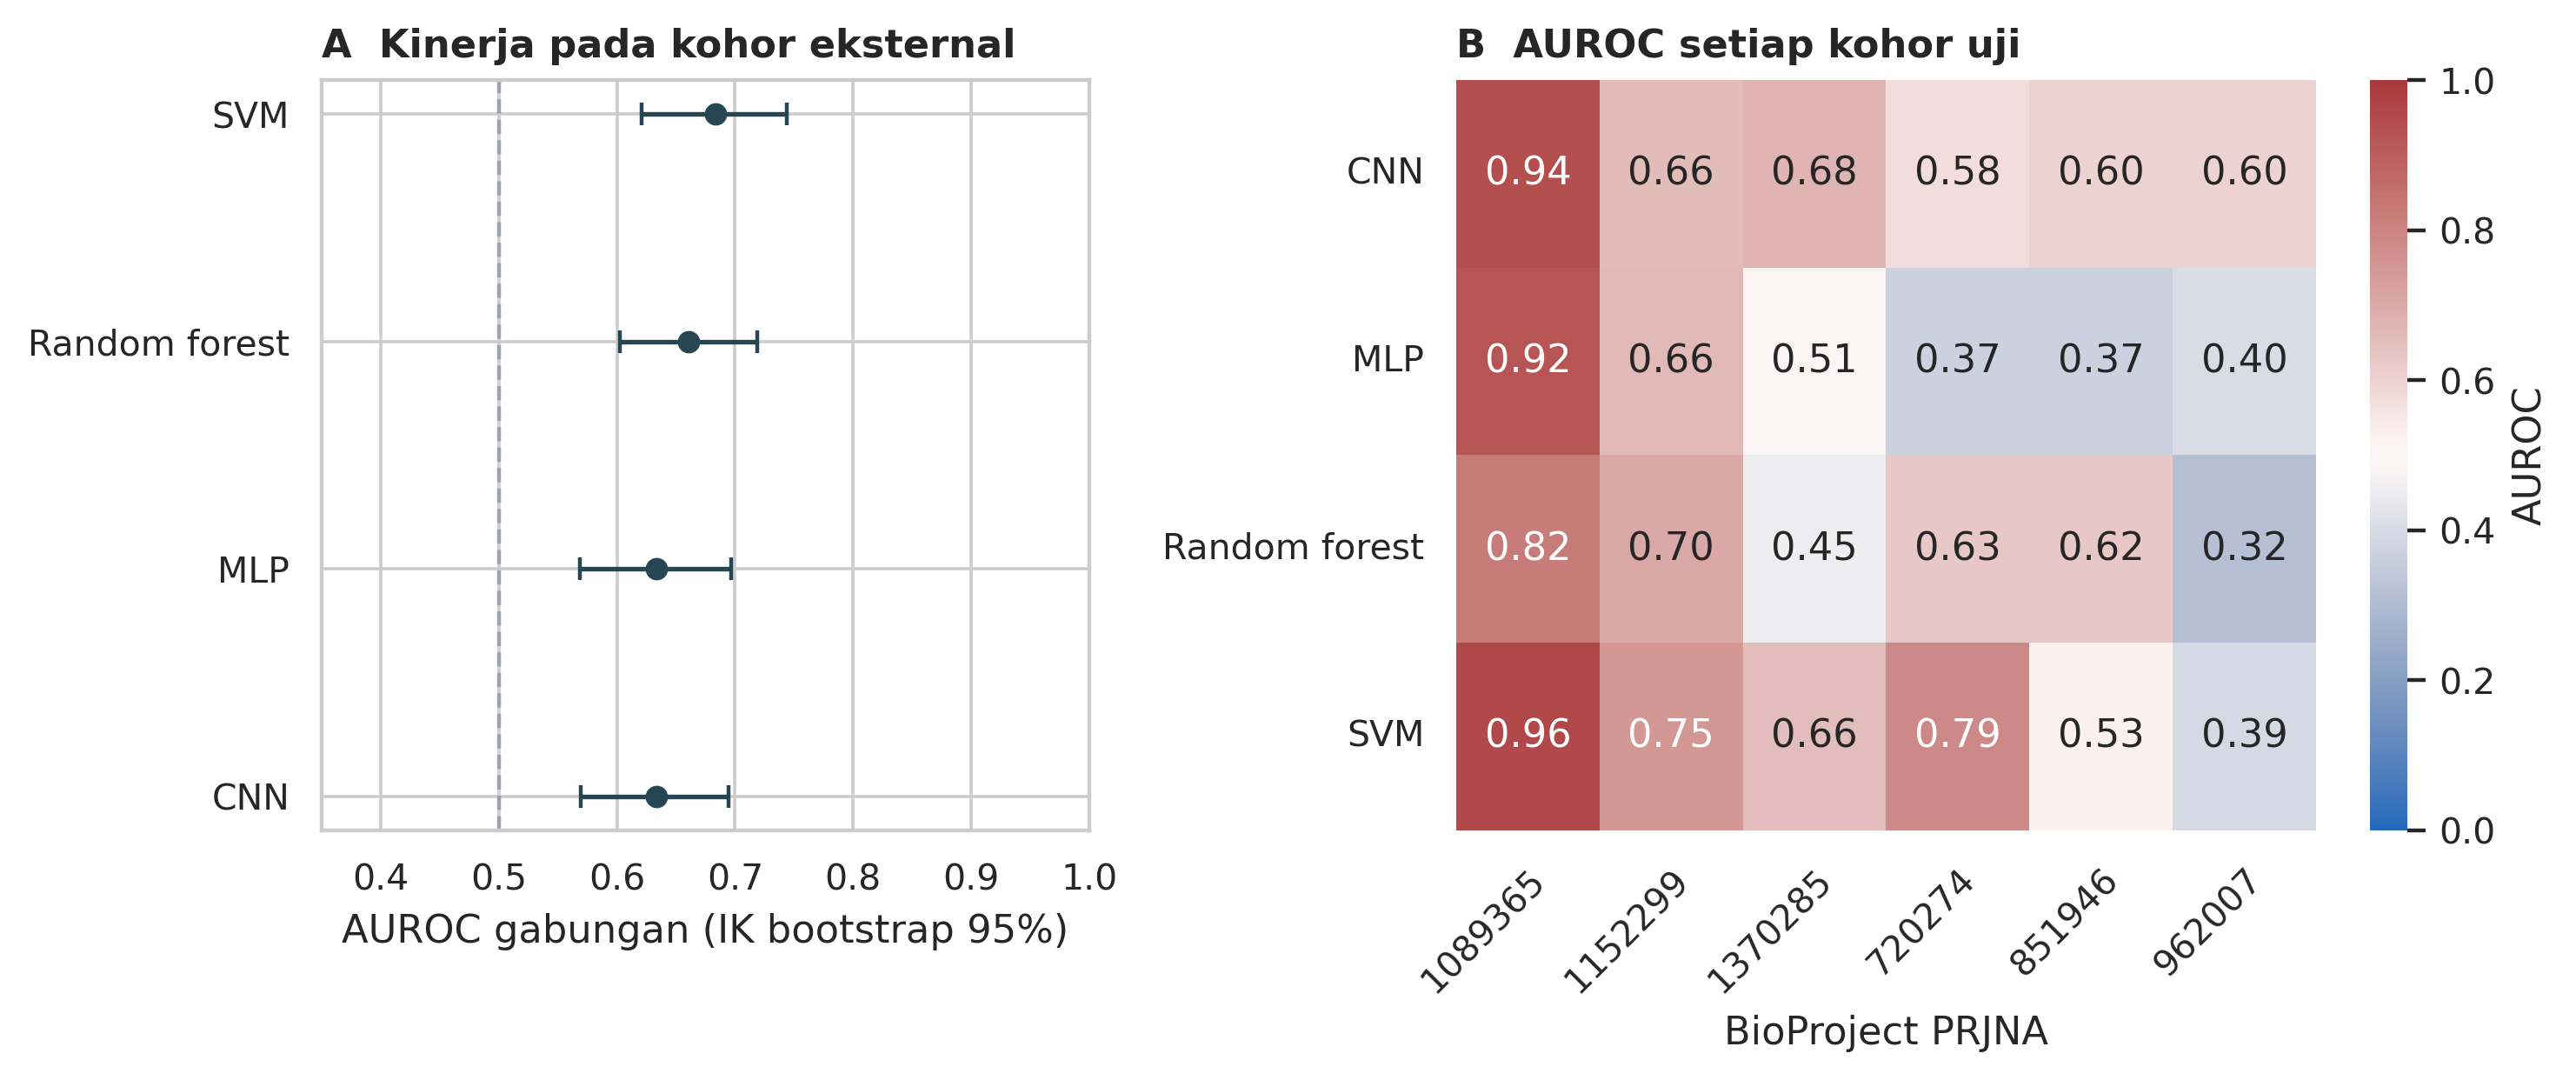 A  Kinerja pada kohor eksternal
SVM
Random forest
MLP
CNN
0.4 0.5 0.6 0.7 0.8 0.9 1.0
AUROC gabungan (IK bootstrap 95%)
B  AUROC setiap kohor uji
CNN 0.94 0.66 0.68 0.58 0.60 0.60
MLP 0.92 0.66 0.51 0.37 0.37 0.40
Random forest 0.82 0.70 0.45 0.63 0.62 0.32
SVM 0.96 0.75 0.66 0.79 0.53 0.39
1089365 1152299 1370285 720274 851946 962007
BioProject PRJNA
1.0
0.8
0.6
0.4
0.2
0.0
AUROC